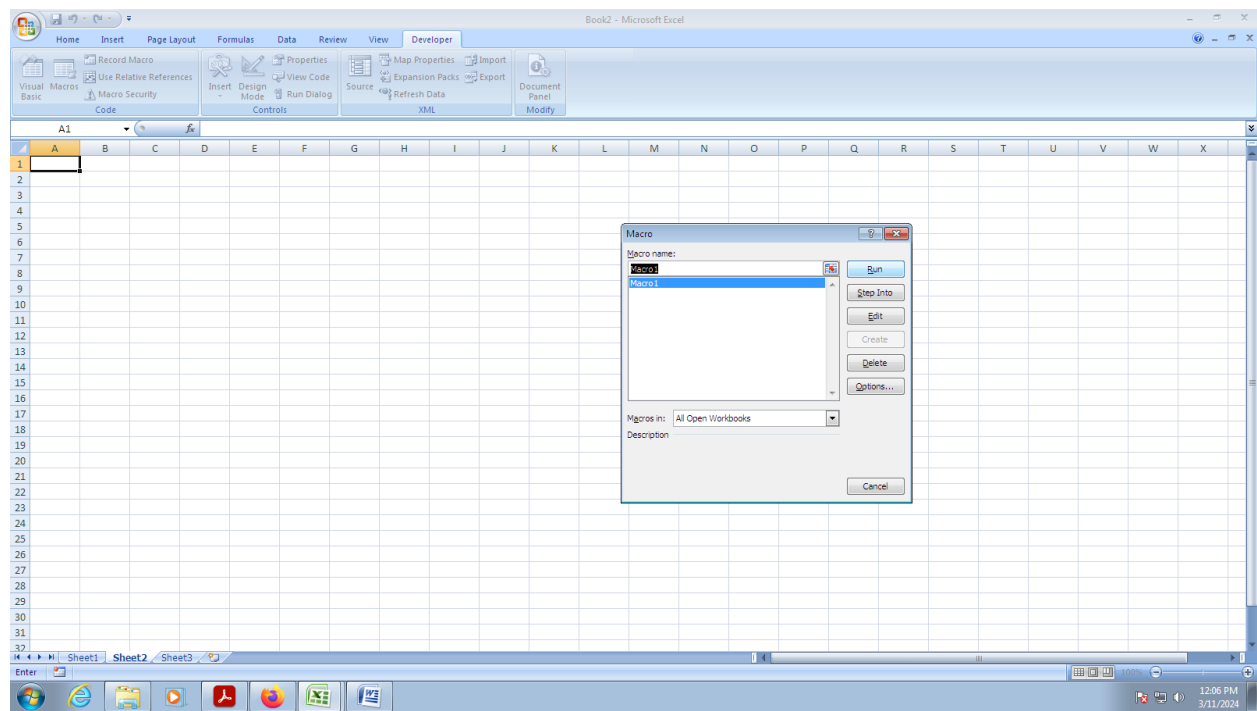 Book2 - Microsoft Excel
Home Insert Page Layout Formulas Data Review View Developer
Visual Basic
Macros
Record Macro
Use Relative References
Macro Security
Code
Insert
Design Mode
Properties
View Code
Run Dialog
Controls
Source
Map Properties
Expansion Packs
Refresh Data
Import
Export
XML
Document Panel
Modify
A1 fx
A B C D E F G H I J K L M N O P Q R S T U V W X
1
2
3
4
5
6
7
8
9
10
11
12
13
14
15
16
17
18
19
20
21
22
23
24
25
26
27
28
29
30
31
32
Macro
Macro name:
Macro1
Macro1
Run
Step Into
Edit
Create
Delete
Options...
Macros in: All Open Workbooks
Description
Cancel
Sheet1 Sheet2 Sheet3
Enter
100%
12:06 PM
3/11/2024